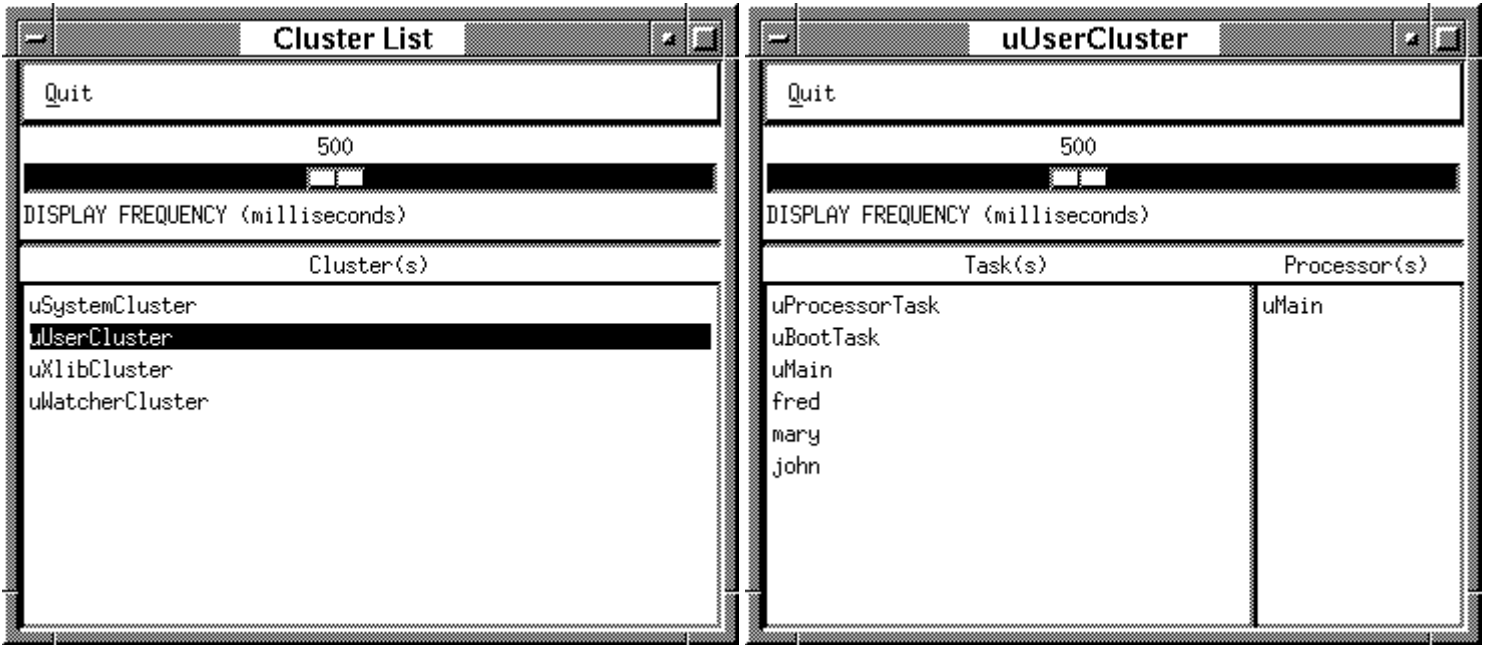 Cluster List
Quit
500
DISPLAY FREQUENCY (milliseconds)
Cluster(s)
uSystemCluster
uUserCluster
uXlibCluster
uWatcherCluster
uUserCluster
Quit
500
DISPLAY FREQUENCY (milliseconds)
Task(s) Processor(s)
uProcessorTask uMain
uBootTask
uMain
fred
mary
john